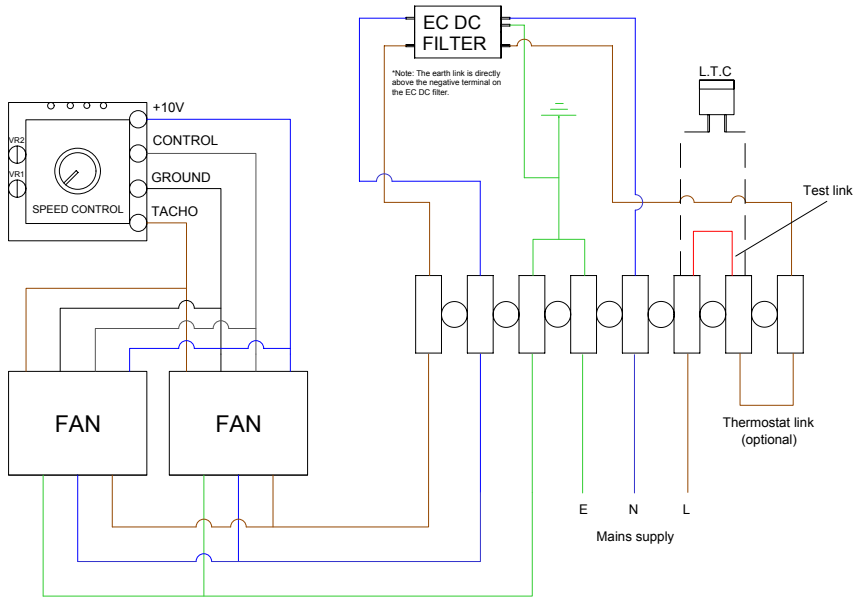 EC DC
FILTER
*Note: The earth link is directly
above the negative terminal on
the EC DC filter.
L.T.C
+10V
CONTROL
GROUND
TACHO
VR2
VR1
SPEED CONTROL
Test link
FAN
FAN
Thermostat link
(optional)
E N L
Mains supply